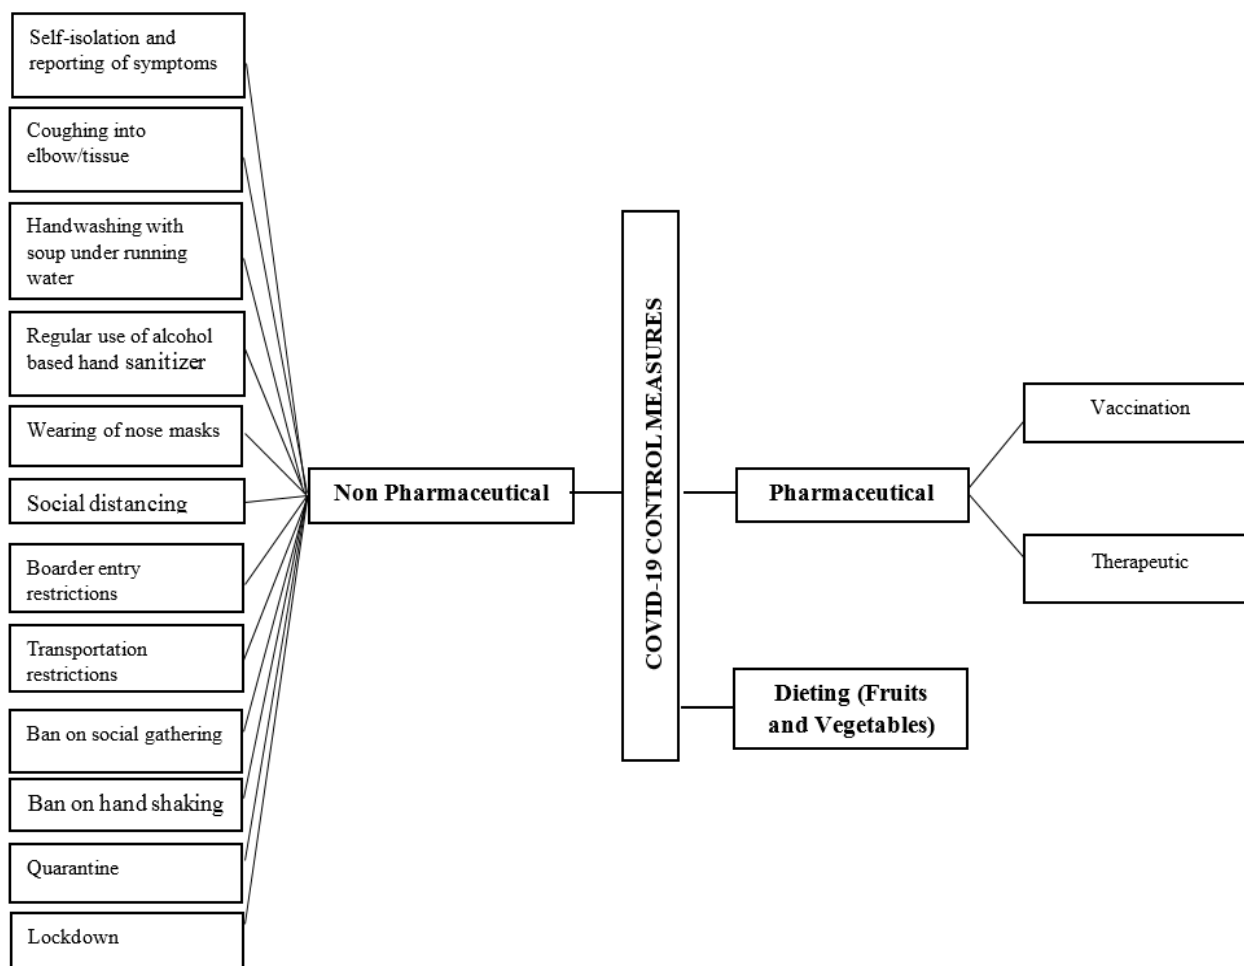 Self-isolation and
reporting of symptoms
Coughing into
elbow/tissue
Handwashing with
soup under running
water
Regular use of alcohol
based hand sanitizer
Wearing of nose masks
Social distancing
Boarder entry
restrictions
Transportation
restrictions
Ban on social gathering
Ban on hand shaking
Quarantine
Lockdown
Non Pharmaceutical
COVID-19 CONTROL MEASURES
Pharmaceutical
Dieting (Fruits
and Vegetables)
Vaccination
Therapeutic